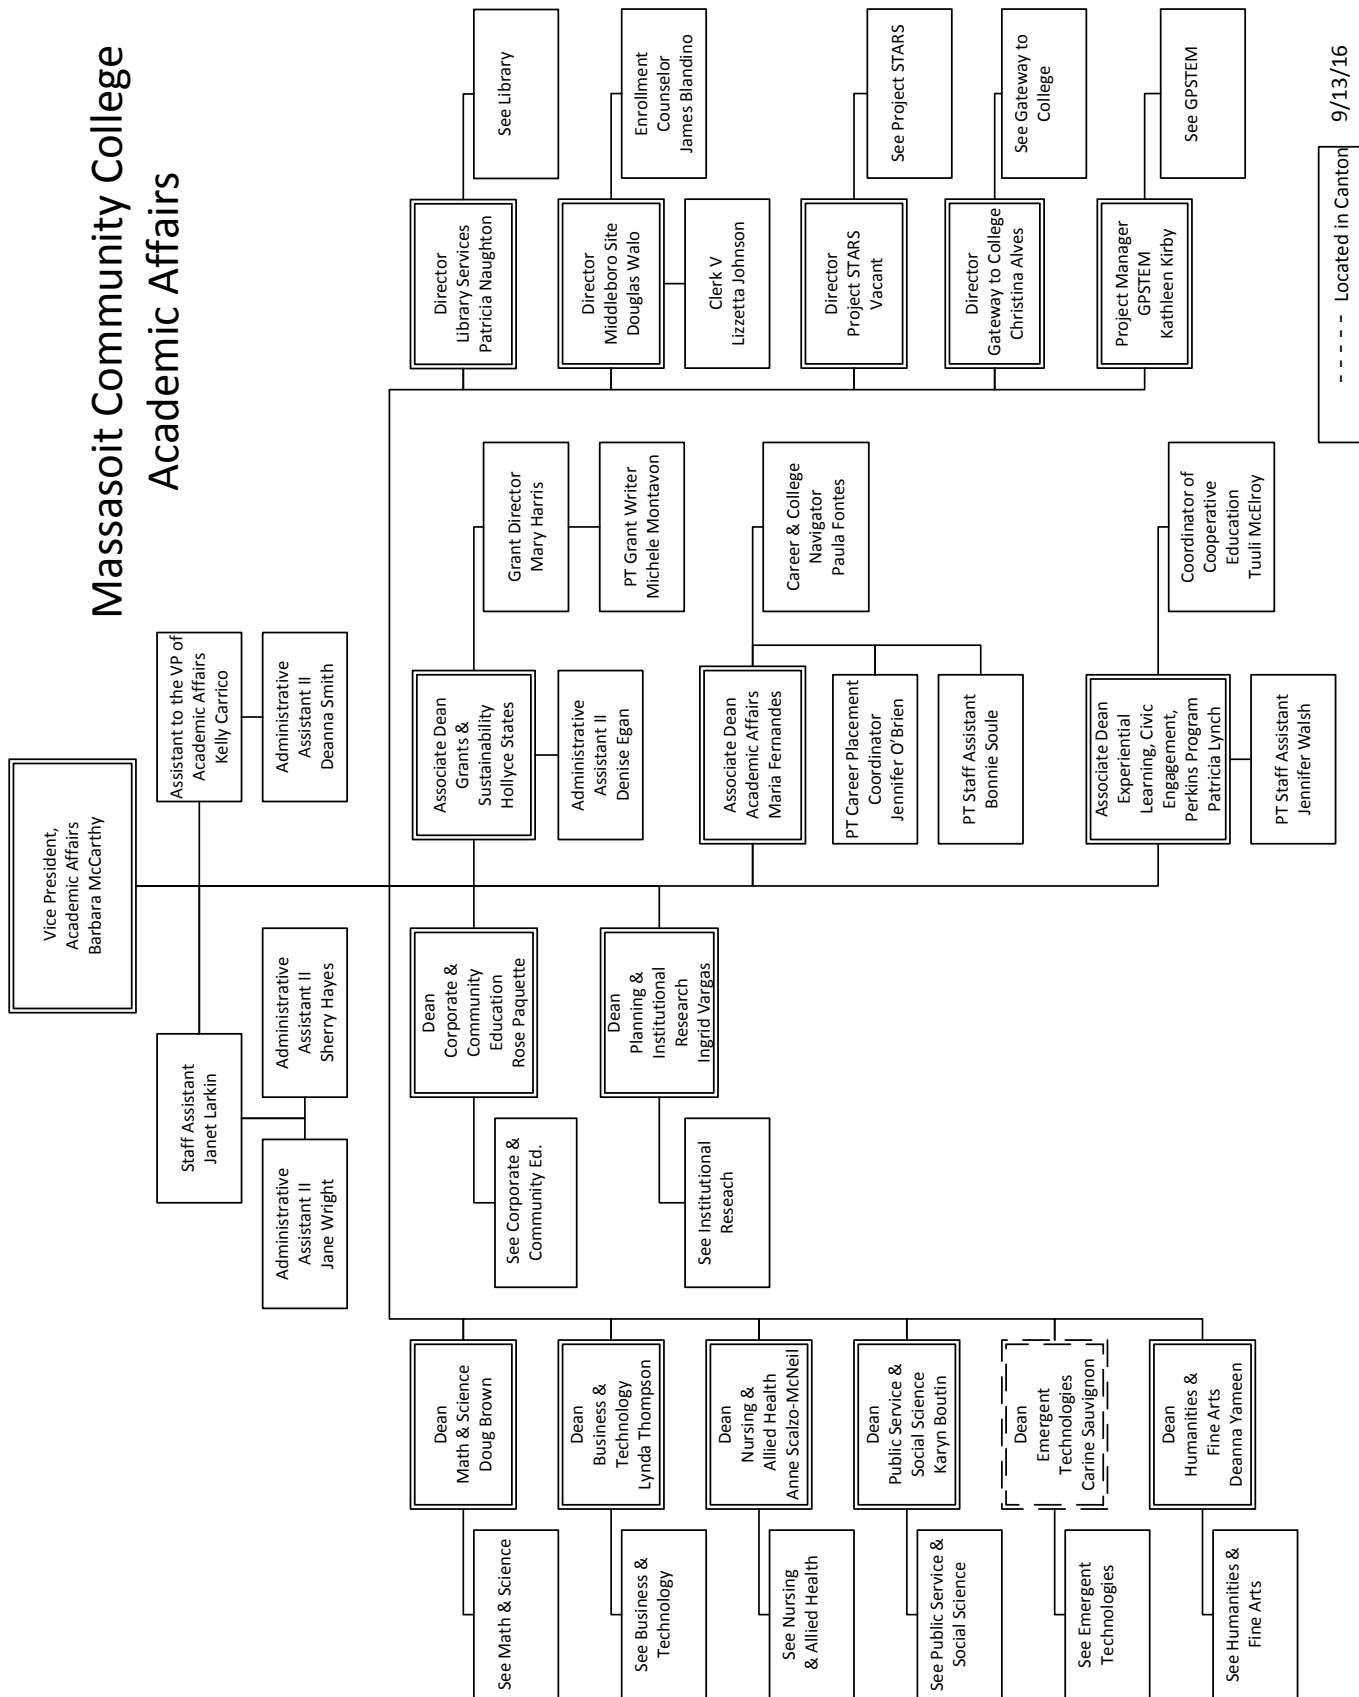 Massasoit Community College
Academic Affairs
Vice President,
Academic Affairs
Barbara McCarthy
Staff Assistant
Janet Larkin
Assistant to the VP of
Academic Affairs
Kelly Carrico
Administrative
Assistant II
Jane Wright
Administrative
Assistant II
Sherry Hayes
Administrative
Assistant II
Deanna Smith
Dean
Math & Science
Doug Brown
See Math & Science
Dean
Business &
Technology
Lynda Thompson
See Business &
Technology
Dean
Nursing &
Allied Health
Anne Scalzo-McNeil
See Nursing
& Allied Health
Dean
Public Service &
Social Science
Karyn Boutin
See Public Service &
Social Science
Dean
Emergent
Technologies
Carine Sauvignon
See Emergent
Technologies
Dean
Humanities &
Fine Arts
Deanna Yameen
See Humanities &
Fine Arts
Dean
Corporate &
Community
Education
Rose Paquette
See Corporate &
Community Ed.
Dean
Planning &
Institutional
Research
Ingrid Vargas
See Institutional
Reseach
Associate Dean
Grants &
Sustainability
Hollyce States
Grant Director
Mary Harris
Administrative
Assistant II
Denise Egan
PT Grant Writer
Michele Montavon
Associate Dean
Academic Affairs
Maria Fernandes
Career & College
Navigator
Paula Fontes
PT Career Placement
Coordinator
Jennifer O'Brien
PT Staff Assistant
Bonnie Soule
Associate Dean
Experiential
Learning, Civic
Engagement,
Perkins Program
Patricia Lynch
Coordinator of
Cooperative
Education
Tuuli McElroy
PT Staff Assistant
Jennifer Walsh
Director
Library Services
Patricia Naughton
See Library
Director
Middleboro Site
Douglas Walo
Enrollment
Counselor
James Blandino
Clerk V
Lizzetta Johnson
Director
Project STARS
Vacant
See Project STARS
Director
Gateway to College
Christina Alves
See Gateway to
College
Project Manager
GPSTEM
Kathleen Kirby
See GPSTEM
- - - - - Located in Canton
9/13/16